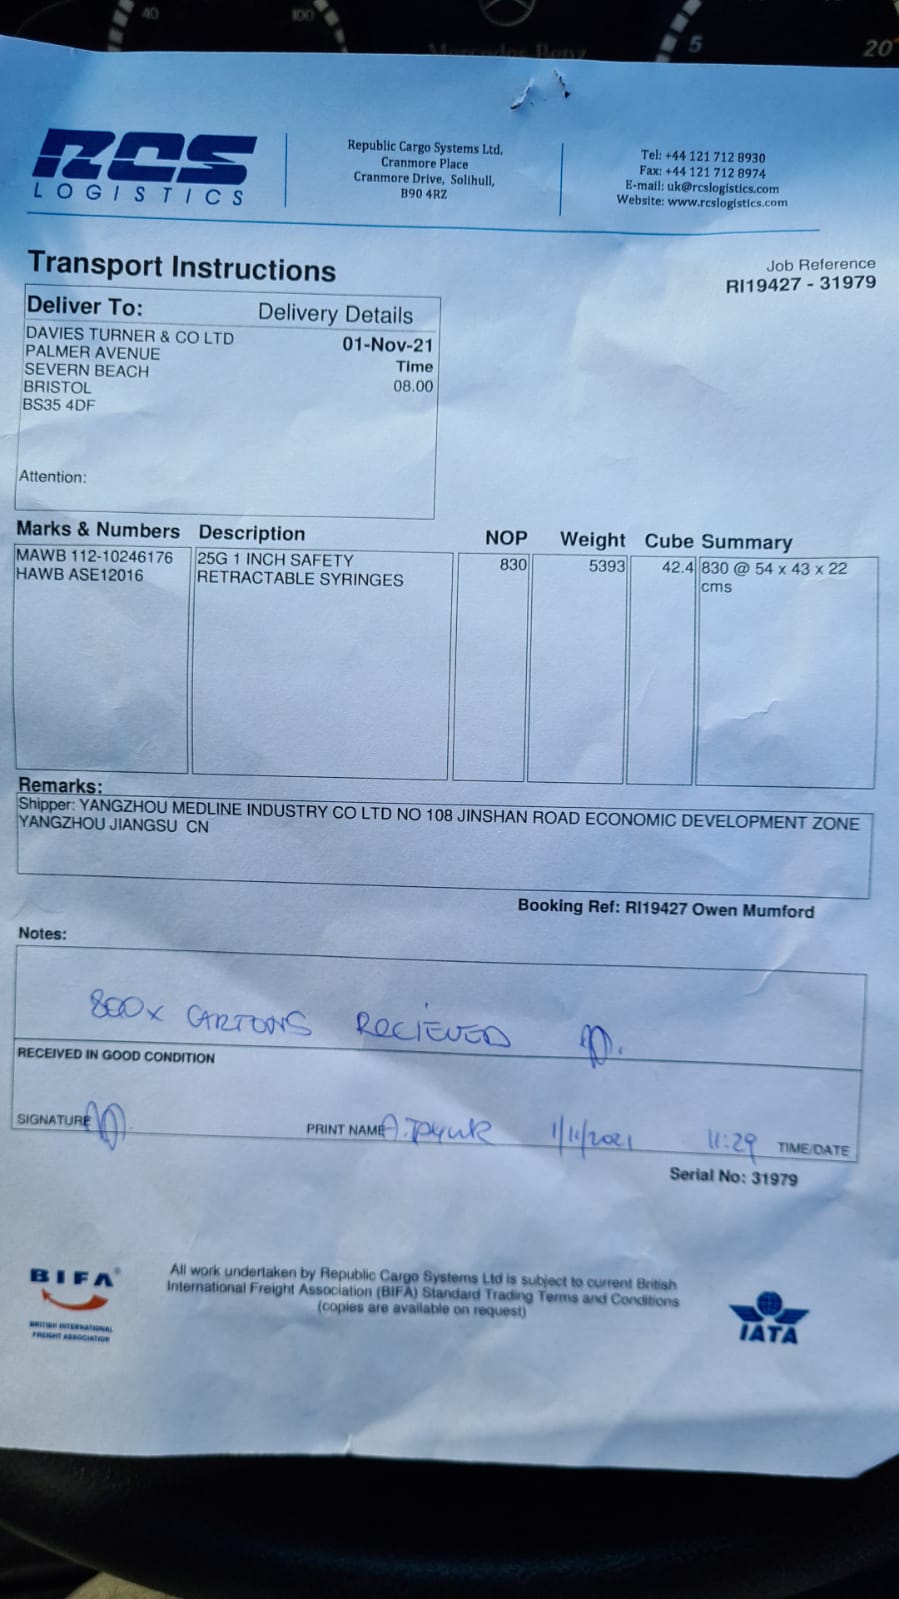 40
100
Mercedes-Benz
5
20
RCS
LOGISTICS
Republic Cargo Systems Ltd.
Cranmore Place
Cranmore Drive, Solihull,
B90 4RZ
Tel: +44 121 712 8930
Fax: +44 121 712 8974
E-mail: uk@rcslogistics.com
Website: www.rcslogistics.com
Transport Instructions
Job Reference
RI19427 - 31979
Deliver To: Delivery Details
DAVIES TURNER & CO LTD
PALMER AVENUE
SEVERN BEACH
BRISTOL
BS35 4DF
01-Nov-21
Time
08.00
Attention:
Marks & Numbers Description NOP Weight Cube Summary
MAWB 112-10246176 25G 1 INCH SAFETY 830 5393 42.4 830 @ 54 x 43 x 22
HAWB ASE12016 RETRACTABLE SYRINGES cms
Remarks:
Shipper: YANGZHOU MEDLINE INDUSTRY CO LTD NO 108 JINSHAN ROAD ECONOMIC DEVELOPMENT ZONE
YANGZHOU JIANGSU CN
Booking Ref: RI19427 Owen Mumford
Notes:
800x CARTONS RECIEVED
RECEIVED IN GOOD CONDITION
SIGNATURE PRINT NAME 1/11/2021 11:29 TIME/DATE
Serial No: 31979
BIFA
BRITISH INTERNATIONAL
FREIGHT ASSOCIATION
All work undertaken by Republic Cargo Systems Ltd is subject to current British
International Freight Association (BIFA) Standard Trading Terms and Conditions
(copies are available on request)
IATA